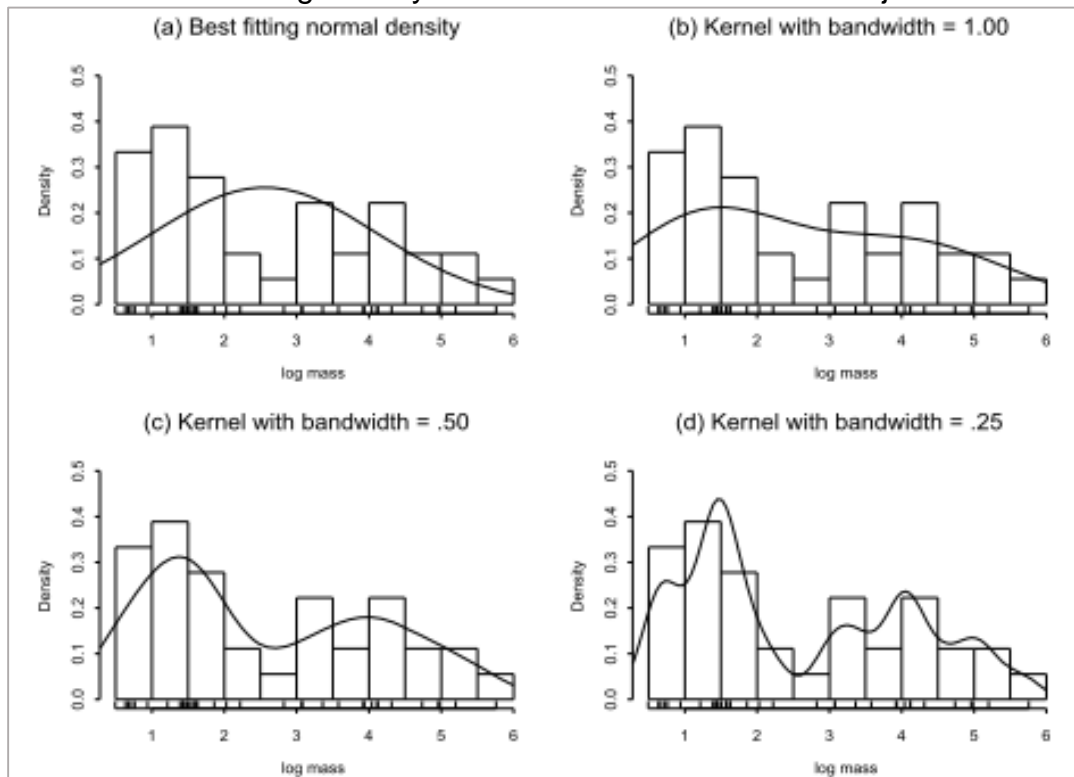 (a) Best fitting normal density
(b) Kernel with bandwidth = 1.00
Density
0.0 0.1 0.2 0.3 0.4 0.5
1 2 3 4 5 6
log mass
Density
0.0 0.1 0.2 0.3 0.4 0.5
1 2 3 4 5 6
log mass
(c) Kernel with bandwidth = .50
(d) Kernel with bandwidth = .25
Density
0.0 0.1 0.2 0.3 0.4 0.5
1 2 3 4 5 6
log mass
Density
0.0 0.1 0.2 0.3 0.4 0.5
1 2 3 4 5 6
log mass